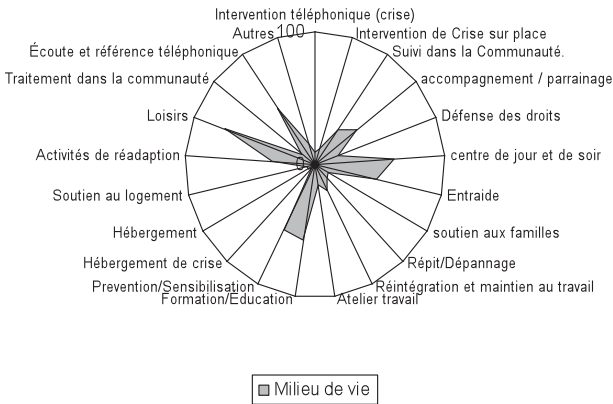 Intervention téléphonique (crise)
Autres 100 Intervention de Crise sur place
Écoute et référence téléphonique Suivi dans la Communauté.
Traitement dans la communauté accompagnement / parrainage
Loisirs Défense des droits
Activités de réadaption 0 centre de jour et de soir
Soutien au logement Entraide
Hébergement soutien aux familles
Hébergement de crise Répit/Dépannage
Prevention/Sensibilisation Réintégration et maintien au travail
Formation/Éducation Atelier travail
Milieu de vie